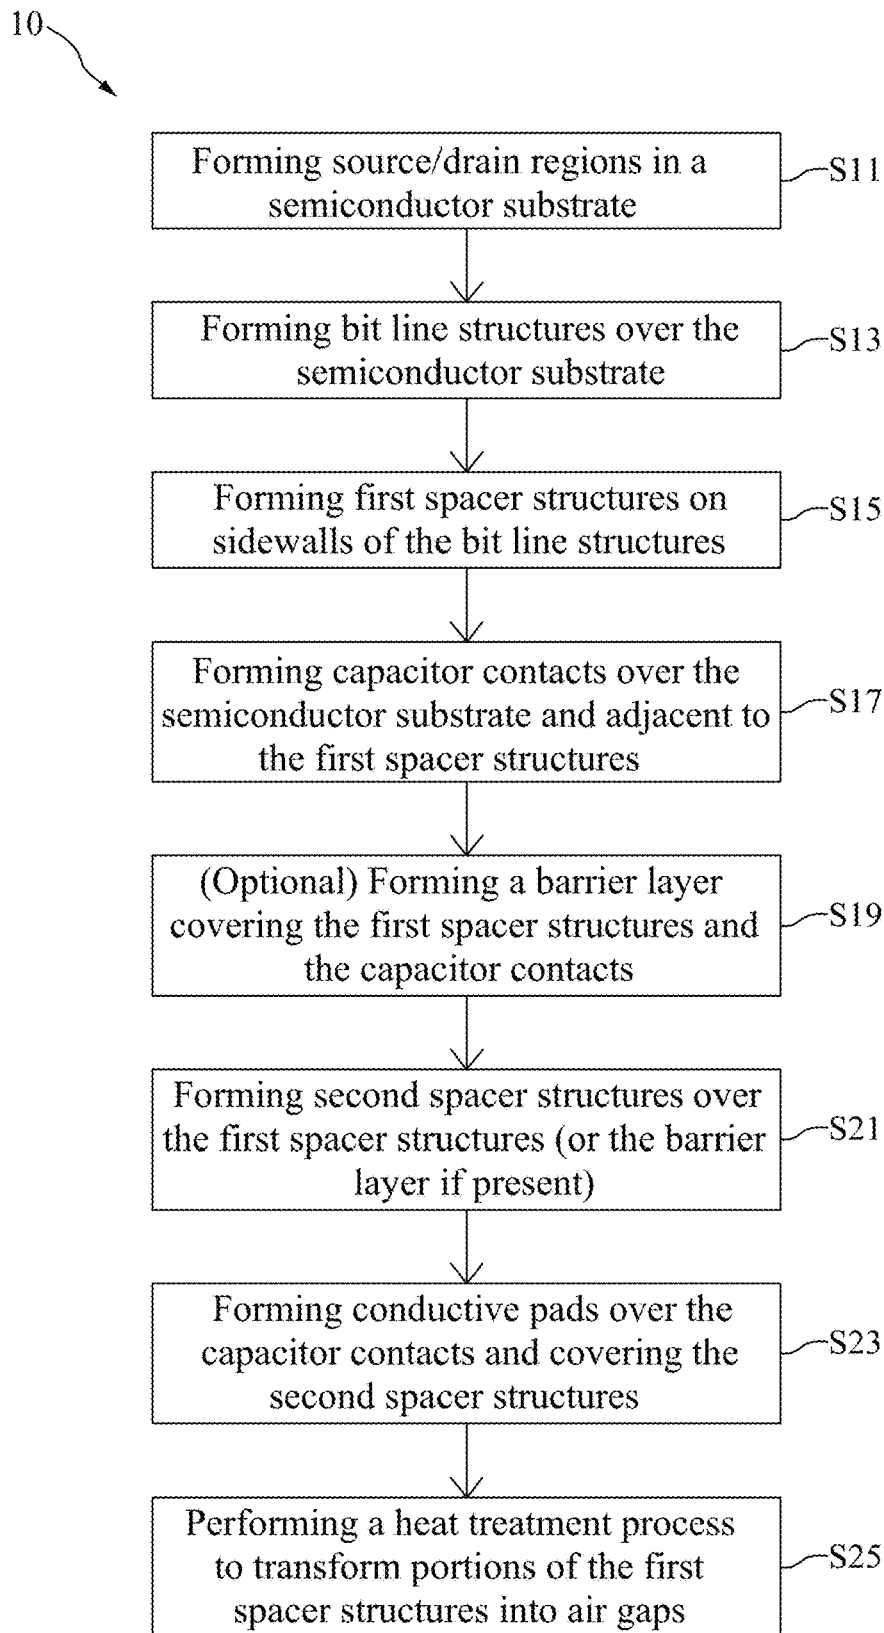 10
Forming source/drain regions in a
semiconductor substrate
S11
Forming bit line structures over the
semiconductor substrate
S13
Forming first spacer structures on
sidewalls of the bit line structures
S15
Forming capacitor contacts over the
semiconductor substrate and adjacent to
the first spacer structures
S17
(Optional) Forming a barrier layer
covering the first spacer structures and
the capacitor contacts
S19
Forming second spacer structures over
the first spacer structures (or the barrier
layer if present)
S21
Forming conductive pads over the
capacitor contacts and covering the
second spacer structures
S23
Performing a heat treatment process
to transform portions of the first
spacer structures into air gaps
S25